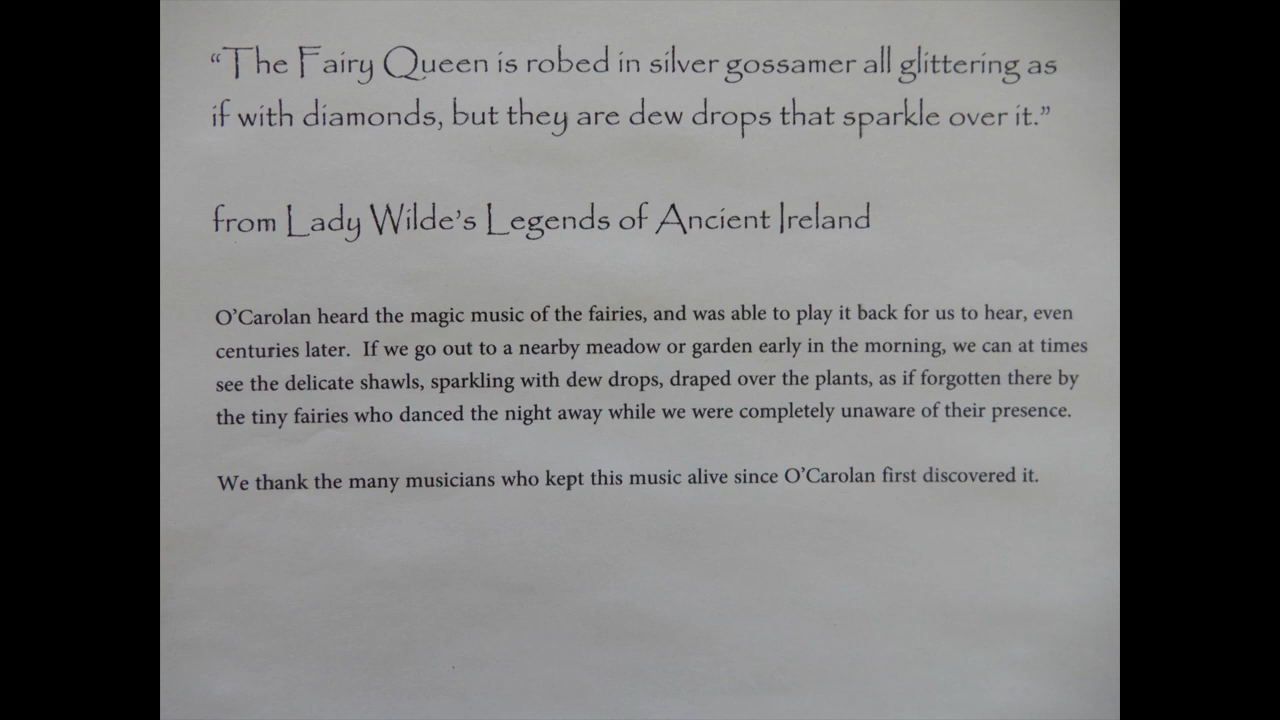 “The Fairy Queen is robed in silver gossamer all glittering as
if with diamonds, but they are dew drops that sparkle over it.”
from Lady Wilde’s Legends of Ancient Ireland
O’Carolan heard the magic music of the fairies, and was able to play it back for us to hear, even
centuries later.  If we go out to a nearby meadow or garden early in the morning, we can at times
see the delicate shawls, sparkling with dew drops, draped over the plants, as if forgotten there by
the tiny fairies who danced the night away while we were completely unaware of their presence.
We thank the many musicians who kept this music alive since O’Carolan first discovered it.